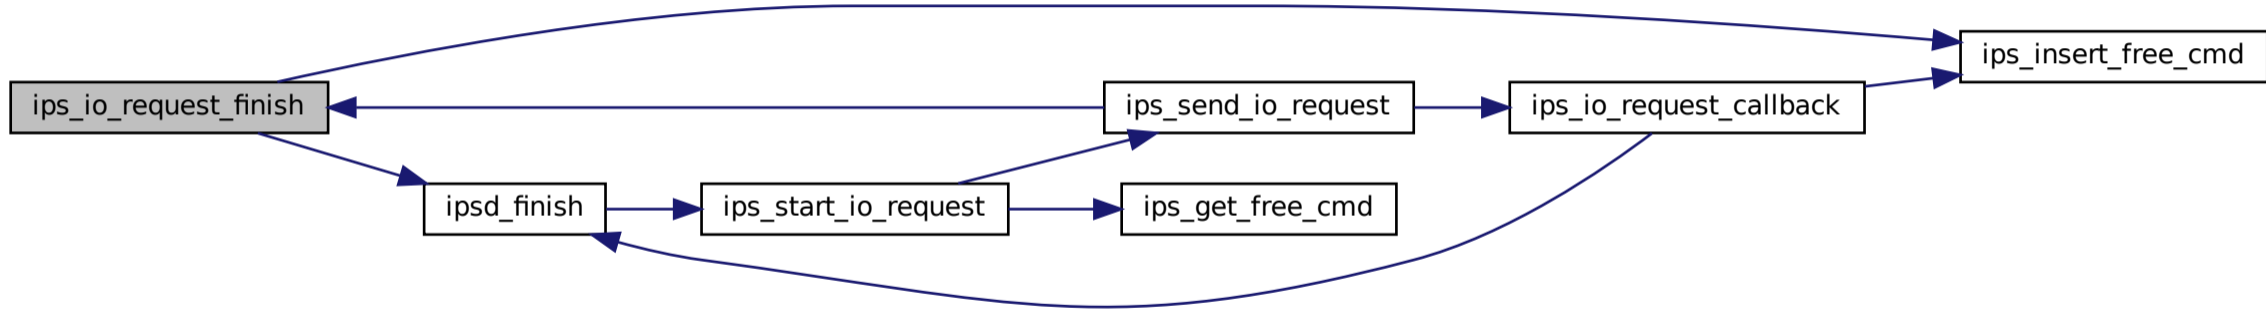 ips_insert_free_cmd
ips_io_request_finish
ips_send_io_request
ips_io_request_callback
ipsd_finish
ips_start_io_request
ips_get_free_cmd